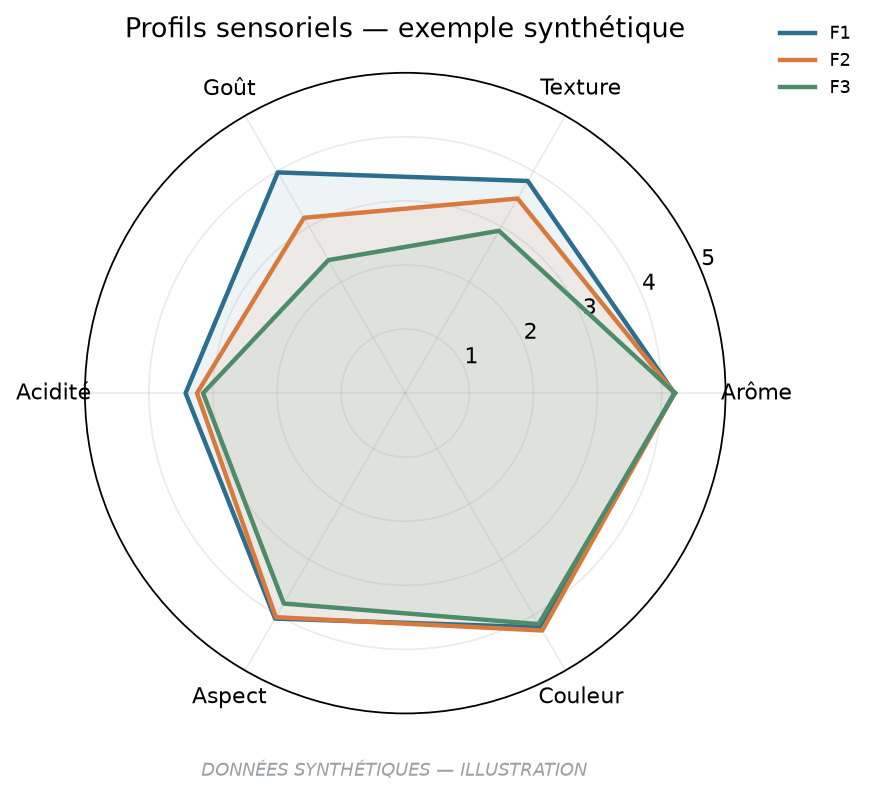 Profils sensoriels — exemple synthétique
F1
F2
F3
Goût
Texture
5
4
3
2
1
Acidité
Arôme
Aspect
Couleur
DONNÉES SYNTHÉTIQUES — ILLUSTRATION